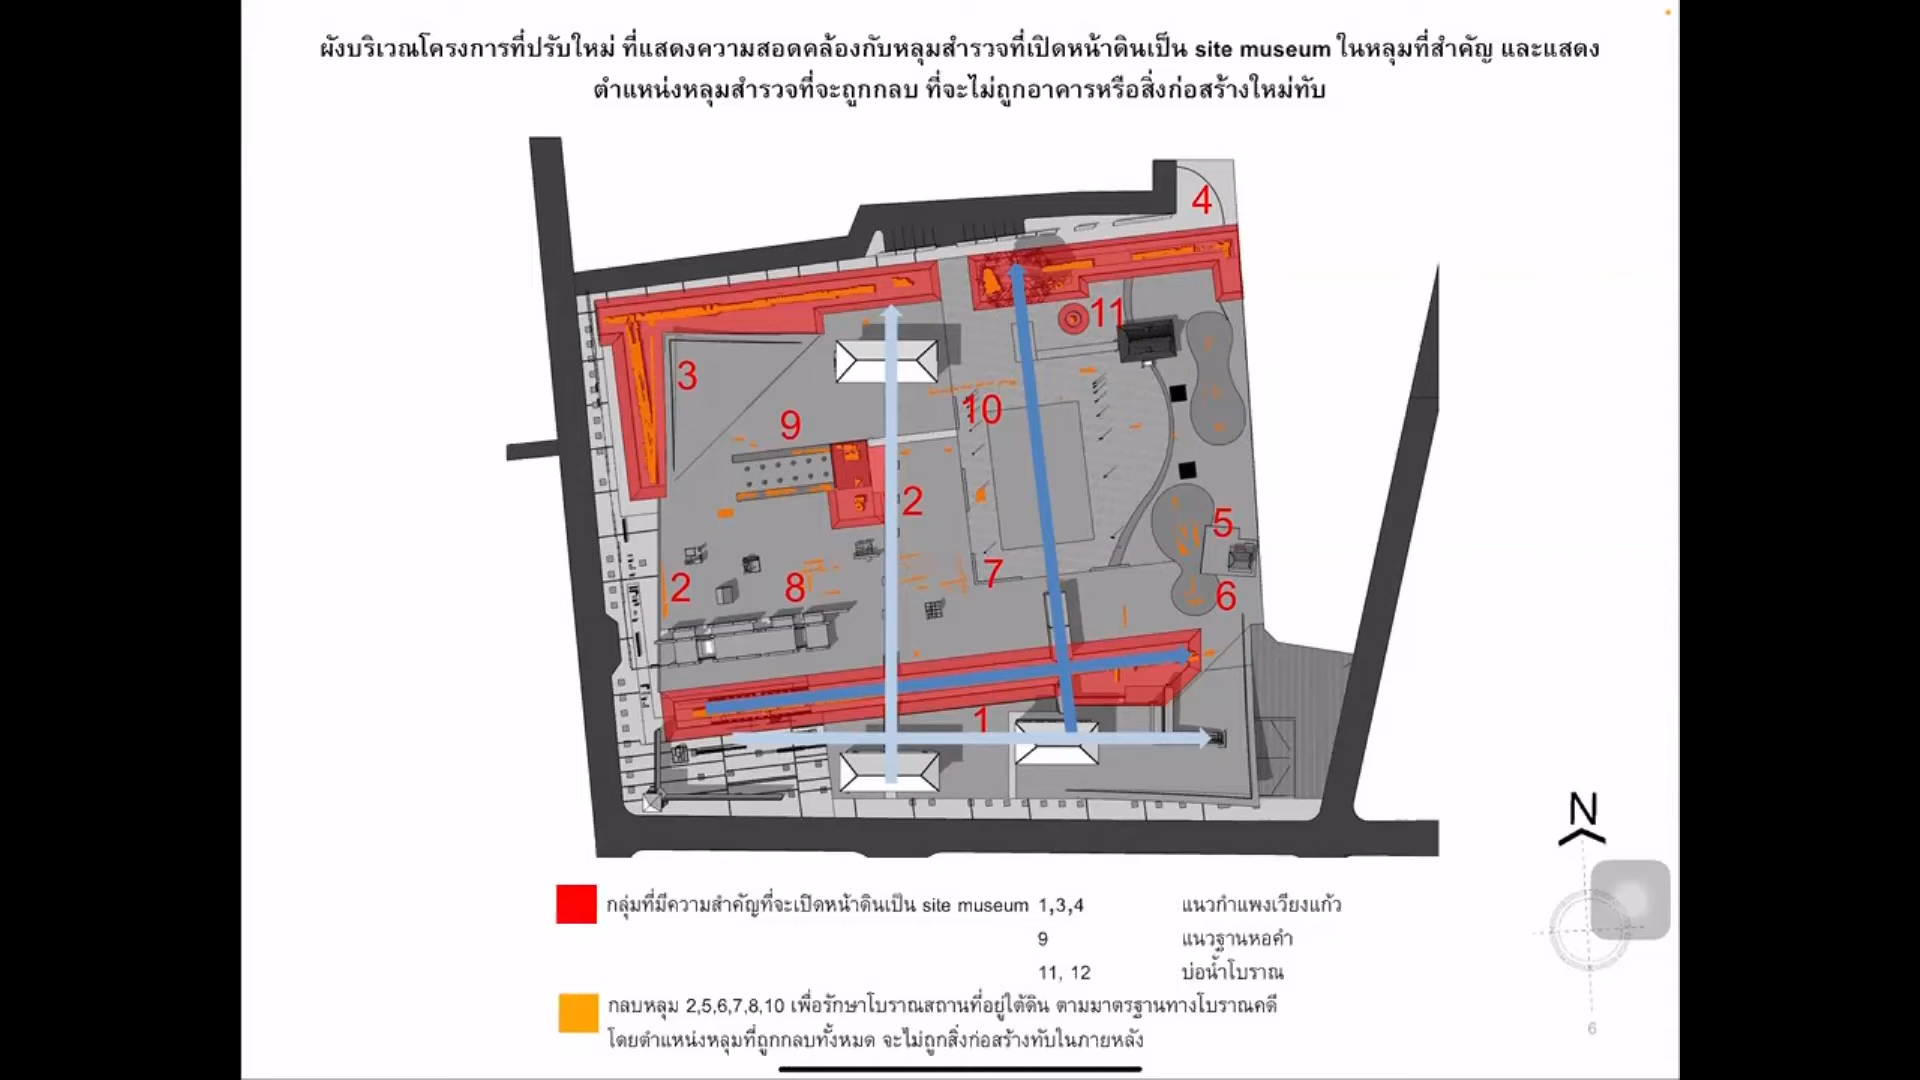 ผังบริเวณโครงการที่ปรับใหม่ ที่แสดงความสอดคล้องกับหลุมสำรวจที่เปิดหน้าดินเป็น site museum ในหลุมที่สำคัญ และแสดง
ตำแหน่งหลุมสำรวจที่จะถูกกลบ ที่จะไม่ถูกอาคารหรือสิ่งก่อสร้างใหม่ทับ
4
11
3
10
9
2
5
7
2
8
6
1
N
กลุ่มที่มีความสำคัญที่จะเปิดหน้าดินเป็น site museum 1,3,4 แนวกำแพงเวียงแก้ว
9 แนวฐานหอคำ
11, 12 บ่อน้ำโบราณ
กลบหลุม 2,5,6,7,8,10 เพื่อรักษาโบราณสถานที่อยู่ใต้ดิน ตามมาตรฐานทางโบราณคดี
โดยตำแหน่งหลุมที่ถูกกลบทั้งหมด จะไม่ถูกสิ่งก่อสร้างทับในภายหลัง
6